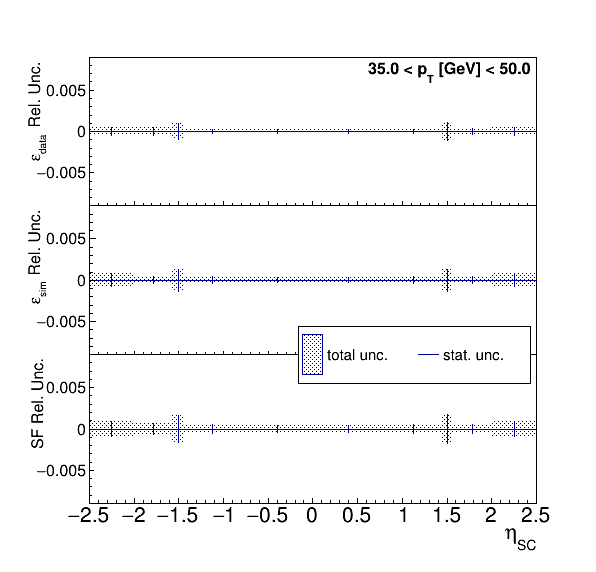 35.0 < p_T [GeV] < 50.0
ε_data Rel. Unc.
0.005
0
−0.005
ε_sim Rel. Unc.
0.005
0
−0.005
total unc. stat. unc.
SF Rel. Unc.
0.005
0
−0.005
−2.5 −2 −1.5 −1 −0.5 0 0.5 1 1.5 2 2.5
η_SC